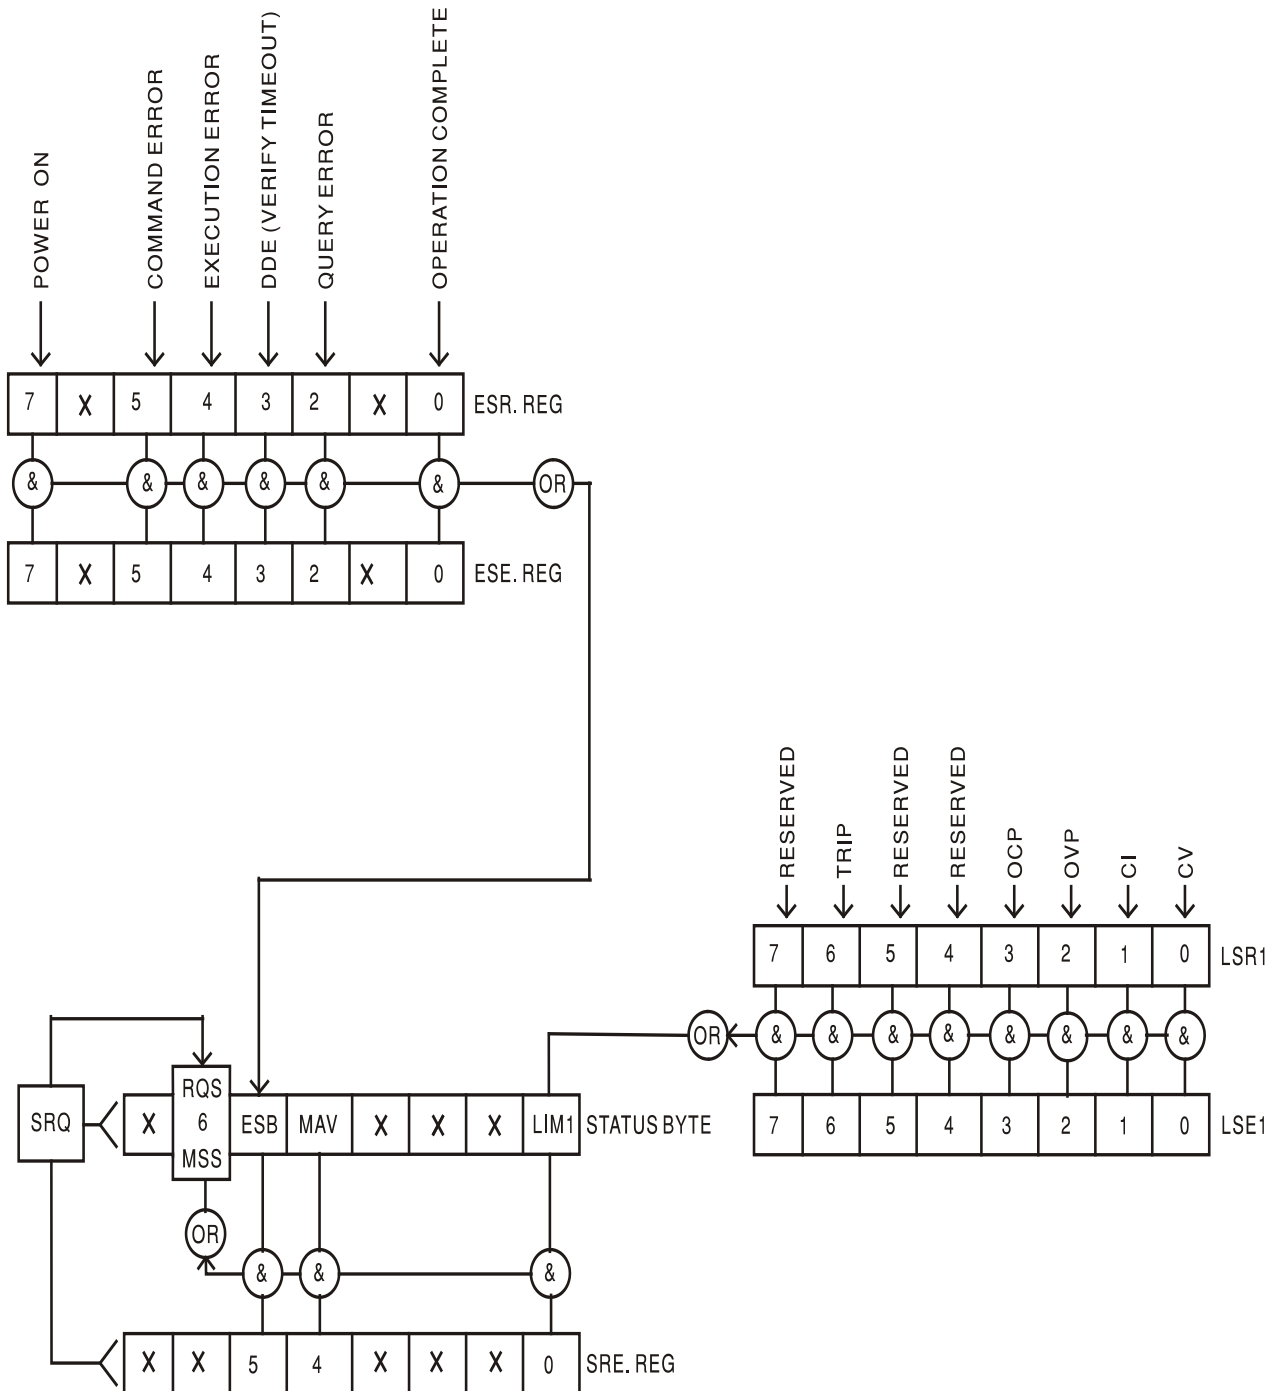 POWER ON
COMMAND ERROR
EXECUTION ERROR
DDE (VERIFY TIMEOUT)
QUERY ERROR
OPERATION COMPLETE
7 X 5 4 3 2 X 0 ESR. REG
& & & & & & OR
7 X 5 4 3 2 X 0 ESE. REG
RESERVED
TRIP
RESERVED
RESERVED
OCP
OVP
CI
CV
7 6 5 4 3 2 1 0 LSR1
OR & & & & & & & &
7 6 5 4 3 2 1 0 LSE1
SRQ
X RQS 6 MSS ESB MAV X X X LIM1 STATUS BYTE
OR
& & &
X X 5 4 X X X 0 SRE. REG